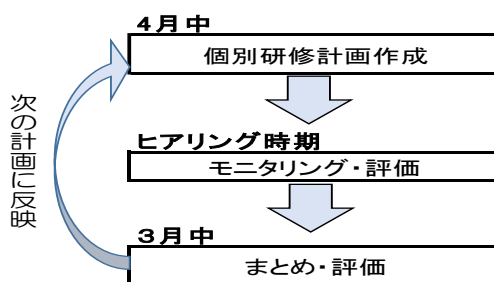 ４月中
個別研修計画作成
ヒアリング時期
モニタリング・評価
３月中
まとめ・評価
次の計画に反映